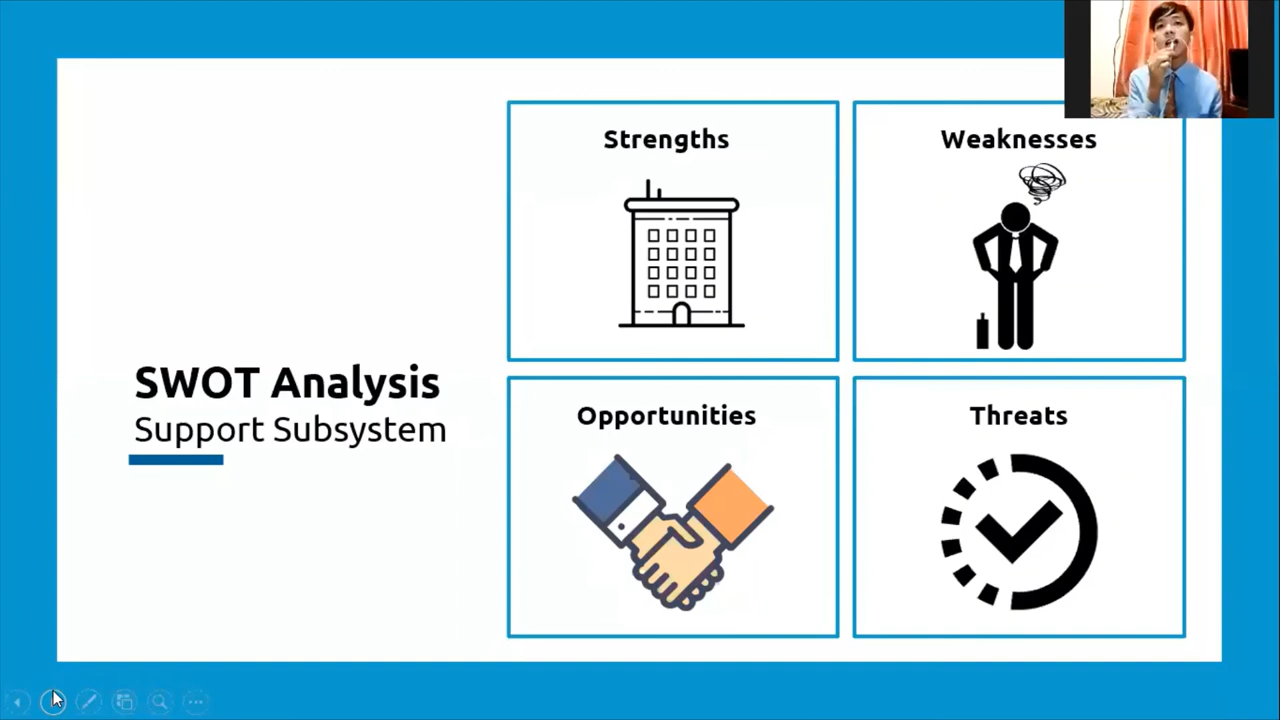 SWOT Analysis
Support Subsystem
Strengths
Weaknesses
Opportunities
Threats